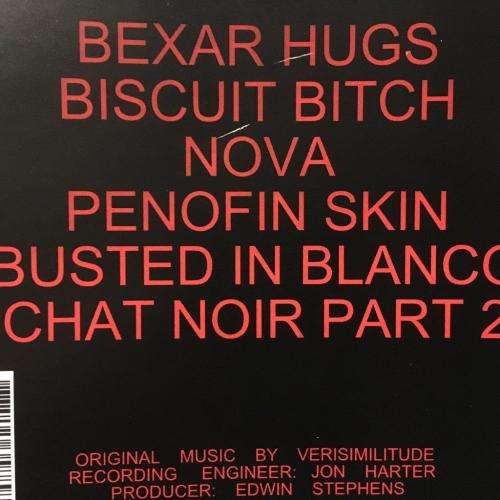 BEXAR HUGS
BISCUIT BITCH
NOVA
PENOFIN SKIN
BUSTED IN BLANCO
CHAT NOIR PART 2
ORIGINAL MUSIC BY VERISIMILITUDE
RECORDING ENGINEER: JON HARTER
PRODUCER: EDWIN STEPHENS